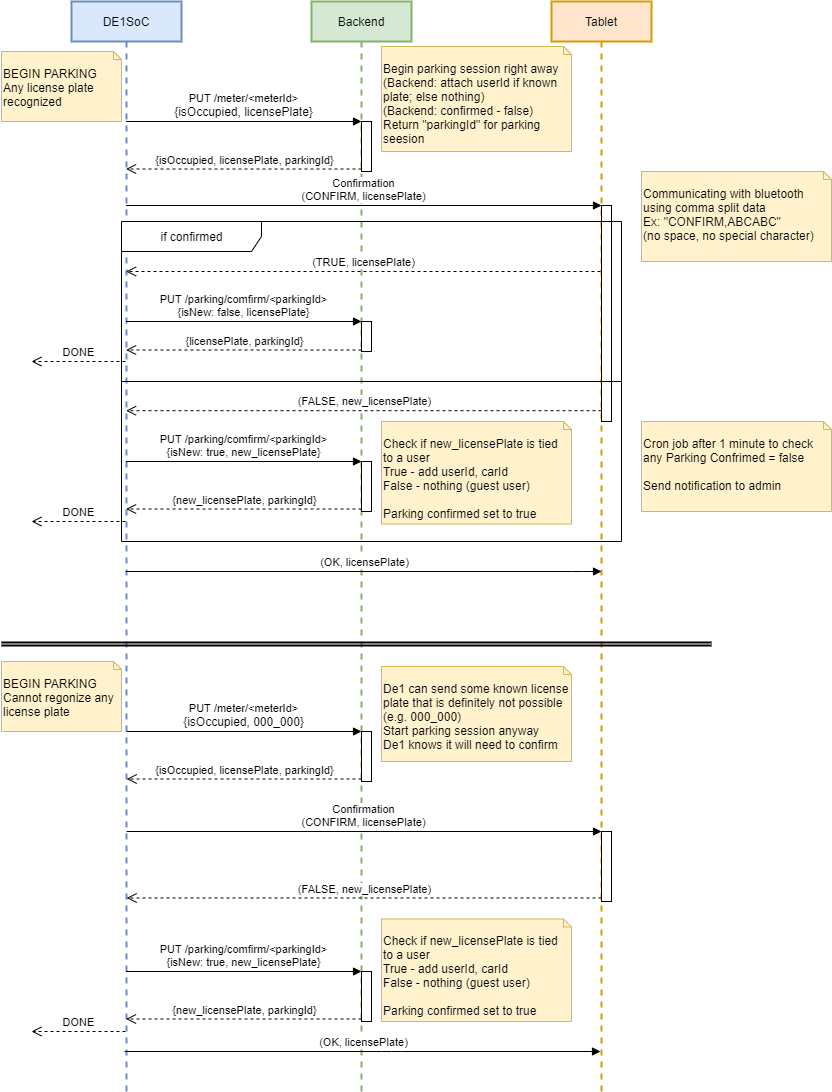 DE1SoC
Backend
Tablet
BEGIN PARKING
Any license plate
recognized
PUT /meter/<meterId>
{isOccupied, licensePlate}
Begin parking session right away
(Backend: attach userId if known
plate; else nothing)
(Backend: confirmed - false)
Return "parkingId" for parking
seesion
{isOccupied, licensePlate, parkingId}
Confirmation
(CONFIRM, licensePlate)
Communicating with bluetooth
using comma split data
Ex: "CONFIRM,ABCABC"
(no space, no special character)
if confirmed
(TRUE, licensePlate)
PUT /parking/comfirm/<parkingId>
{isNew: false, licensePlate}
{licensePlate, parkingId}
DONE
(FALSE, new_licensePlate)
PUT /parking/comfirm/<parkingId>
{isNew: true, new_licensePlate}
Check if new_licensePlate is tied
to a user
True - add userId, carId
False - nothing (guest user)
Parking confirmed set to true
Cron job after 1 minute to check
any Parking Confrimed = false
Send notification to admin
{new_licensePlate, parkingId}
DONE
(OK, licensePlate)
BEGIN PARKING
Cannot regonize any
license plate
PUT /meter/<meterId>
{isOccupied, 000_000}
De1 can send some known license
plate that is definitely not possible
(e.g. 000_000)
Start parking session anyway
De1 knows it will need to confirm
{isOccupied, licensePlate, parkingId}
Confirmation
(CONFIRM, licensePlate)
(FALSE, new_licensePlate)
PUT /parking/comfirm/<parkingId>
{isNew: true, new_licensePlate}
Check if new_licensePlate is tied
to a user
True - add userId, carId
False - nothing (guest user)
Parking confirmed set to true
{new_licensePlate, parkingId}
DONE
(OK, licensePlate)